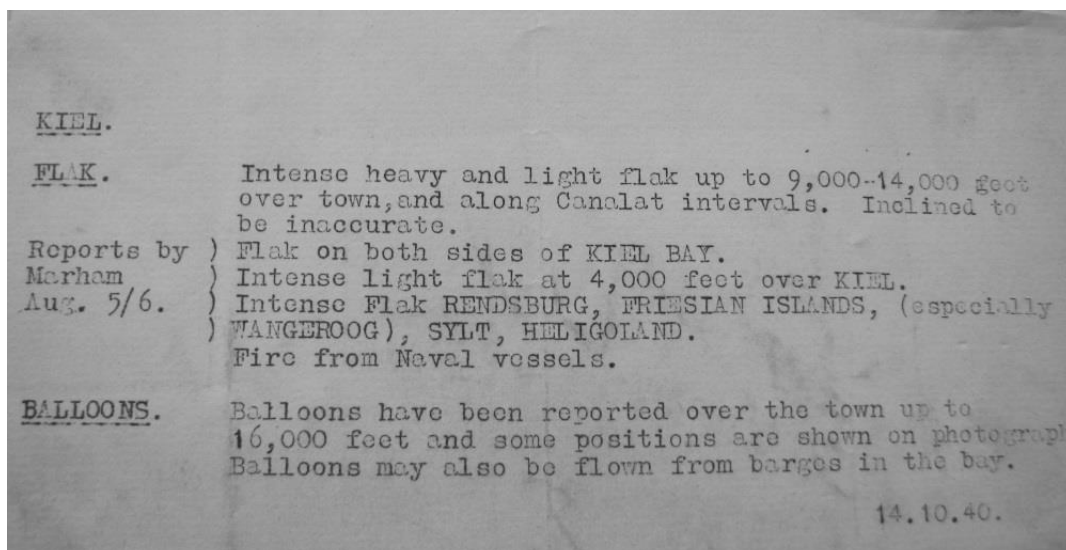 KIEL.
FLAK. Intense heavy and light flak up to 9,000-14,000 feet
over town, and along Canalat intervals. Inclined to
be inaccurate.
Reports by ) Flak on both sides of KIEL BAY.
Marham ) Intense light flak at 4,000 feet over KIEL.
Aug. 5/6. ) Intense Flak RENDSBURG, FRIESIAN ISLANDS, (especially
) WANGEROOG), SYLT, HELIGOLAND.
Fire from Naval vessels.
BALLOONS. Balloons have been reported over the town up to
16,000 feet and some positions are shown on photograph
Balloons may also be flown from barges in the bay.
14.10.40.